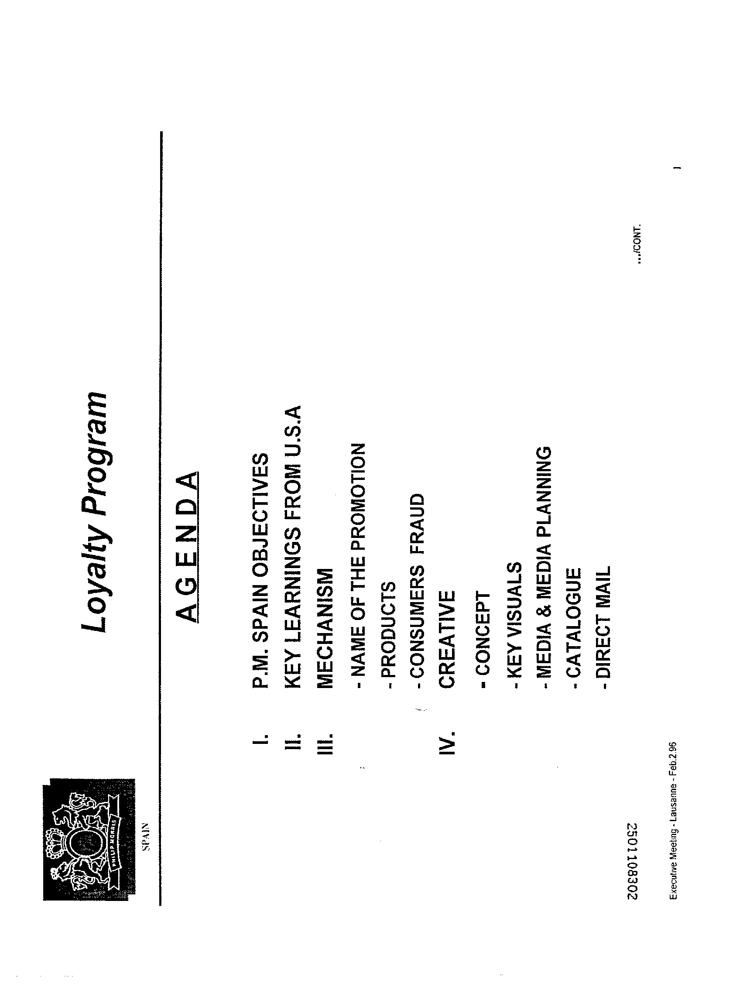 PHILIP MORRIS
SPAIN
Loyalty Program
A G E N D A
I. P.M. SPAIN OBJECTIVES
II. KEY LEARNINGS FROM U.S.A
III. MECHANISM
- NAME OF THE PROMOTION
- PRODUCTS
- CONSUMERS FRAUD
IV. CREATIVE
- CONCEPT
- KEY VISUALS
- MEDIA & MEDIA PLANNING
- CATALOGUE
- DIRECT MAIL
.../CONT.
2501108302
Executive Meeting - Lausanne - Feb.2.96
1